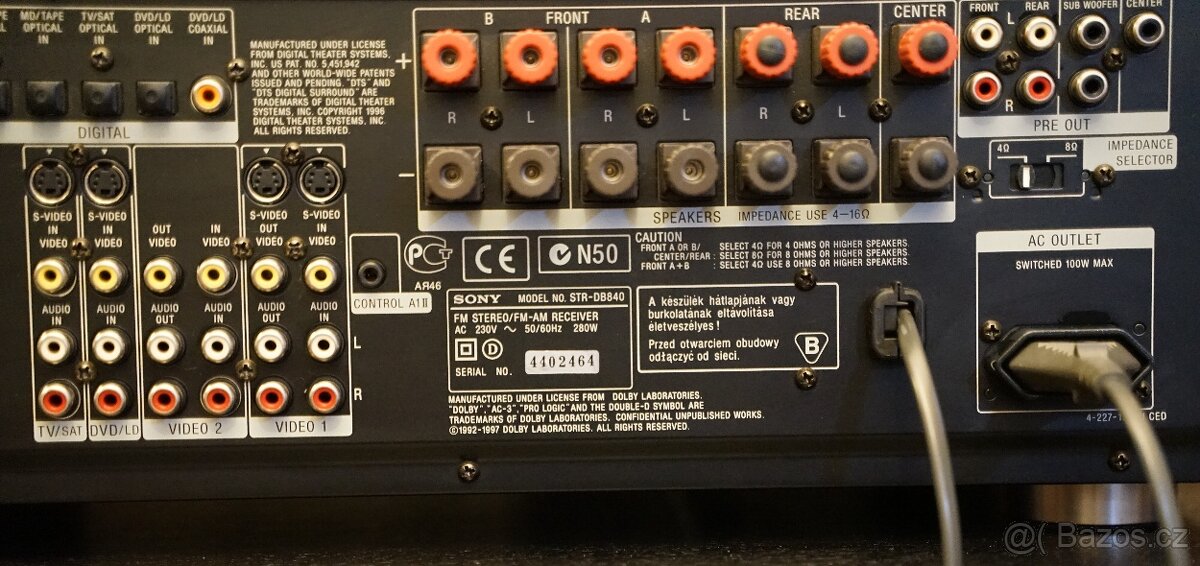 MD/TAPE OPTICAL IN
TV/SAT OPTICAL IN
DVD/LD OPTICAL IN
DVD/LD COAXIAL IN
DIGITAL
MANUFACTURED UNDER LICENSE
FROM DIGITAL THEATER SYSTEMS,
INC. US PAT. NO. 5,451,942
AND OTHER WORLD-WIDE PATENTS
ISSUED AND PENDING. "DTS" AND
"DTS DIGITAL SURROUND" ARE
TRADEMARKS OF DIGITAL THEATER
SYSTEMS, INC. COPYRIGHT 1996
DIGITAL THEATER SYSTEMS, INC.
ALL RIGHTS RESERVED.
B FRONT A
REAR
CENTER
+
R L R L R L
−
SPEAKERS IMPEDANCE USE 4–16Ω
FRONT REAR SUB WOOFER CENTER
L
R
PRE OUT
4Ω 8Ω
IMPEDANCE
SELECTOR
S-VIDEO IN
S-VIDEO IN
S-VIDEO OUT
S-VIDEO IN
VIDEO
VIDEO
OUT VIDEO
IN VIDEO
VIDEO
VIDEO
AUDIO IN
AUDIO IN
AUDIO OUT
AUDIO IN
AUDIO OUT
AUDIO IN
L
R
TV/SAT
DVD/LD
VIDEO 2
VIDEO 1
CONTROL A1II
АЯ46
CE
N50
CAUTION
FRONT A OR B/ : SELECT 4Ω FOR 4 OHMS OR HIGHER SPEAKERS.
CENTER/REAR : SELECT 8Ω FOR 8 OHMS OR HIGHER SPEAKERS.
FRONT A+B : SELECT 4Ω USE 8 OHMS OR HIGHER SPEAKERS.
SONY MODEL NO. STR-DB840
FM STEREO/FM-AM RECEIVER
AC 230V ~ 50/60Hz 280W
D
SERIAL NO. 4402464
A készülék hátlapjának vagy
burkolatának eltávolítása
életveszélyes !
Przed otwarciem obudowy
odłączyć od sieci.
B
MANUFACTURED UNDER LICENSE FROM DOLBY LABORATORIES.
"DOLBY", "AC-3", "PRO LOGIC" AND THE DOUBLE-D SYMBOL ARE
TRADEMARKS OF DOLBY LABORATORIES. CONFIDENTIAL UNPUBLISHED WORKS.
©1992-1997 DOLBY LABORATORIES. ALL RIGHTS RESERVED.
AC OUTLET
SWITCHED 100W MAX
CED
Bazos.cz